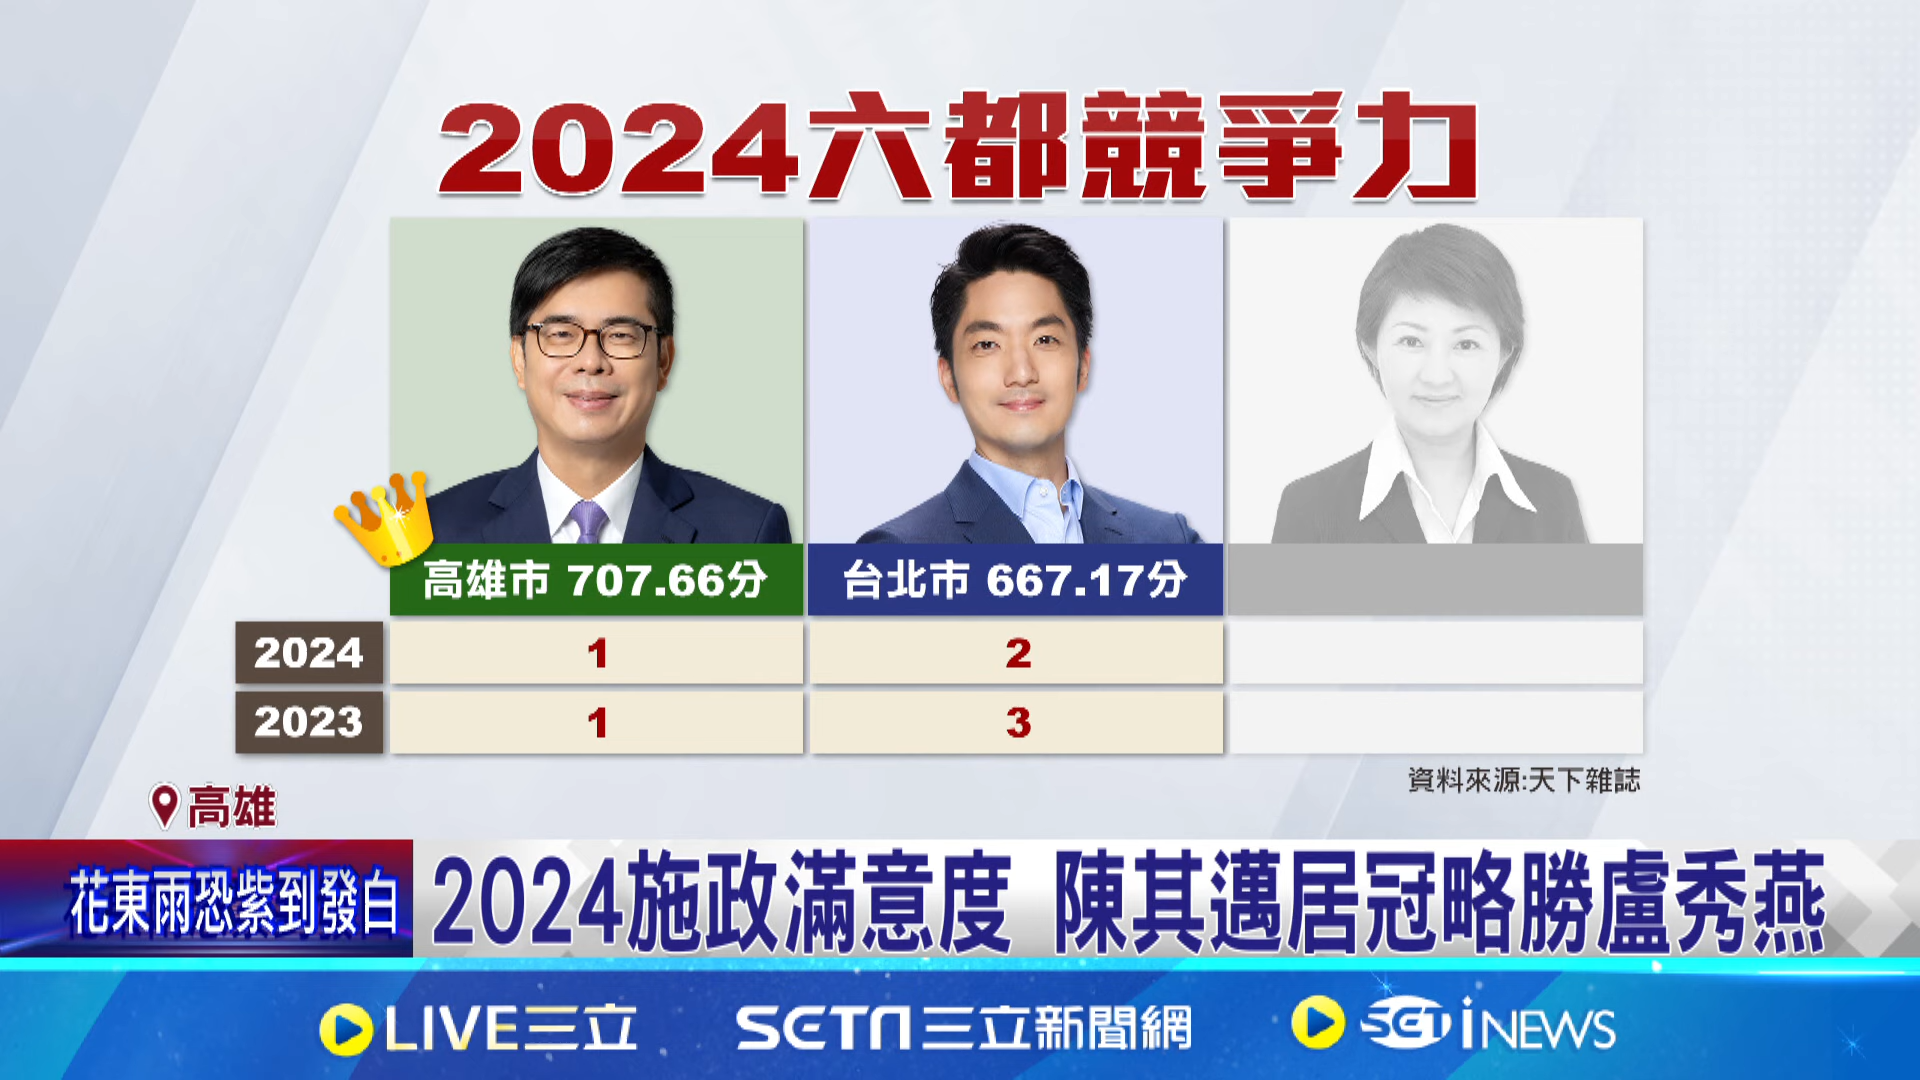 2024六都競爭力
高雄市 707.66分
台北市 667.17分
2024 1 2
2023 1 3
資料來源:天下雜誌
高雄
花東雨恐紫到發白
2024施政滿意度 陳其邁居冠略勝盧秀燕
LIVE三立
SETN三立新聞網
SET iNEWS